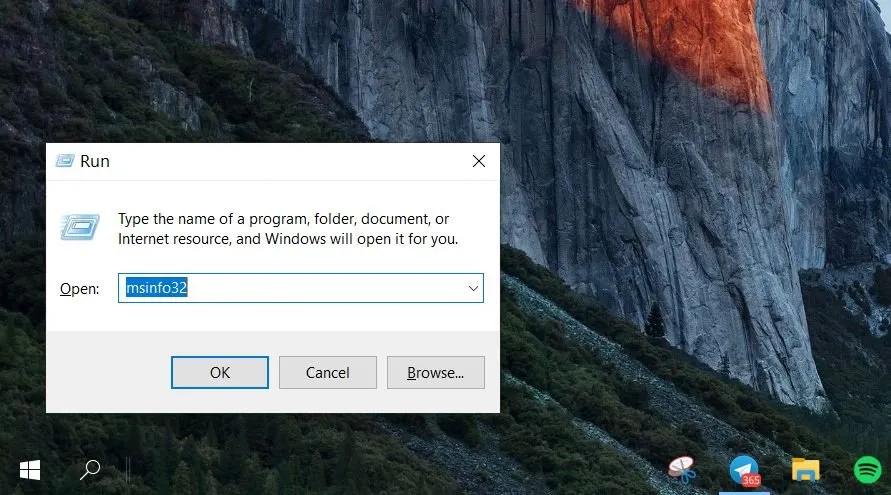 Run
Type the name of a program, folder, document, or
Internet resource, and Windows will open it for you.
Open: msinfo32
OK Cancel Browse...
365